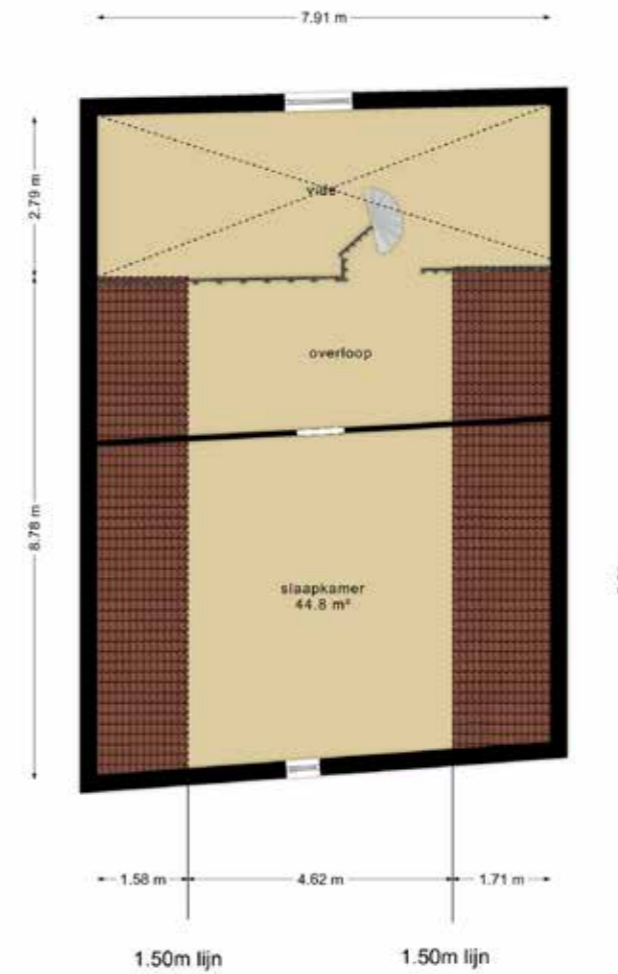 7.91 m
2.79 m
vide
overloop
8.78 m
slaapkamer
44.8 m²
1.58 m
4.62 m
1.71 m
1.50m lijn
1.50m lijn